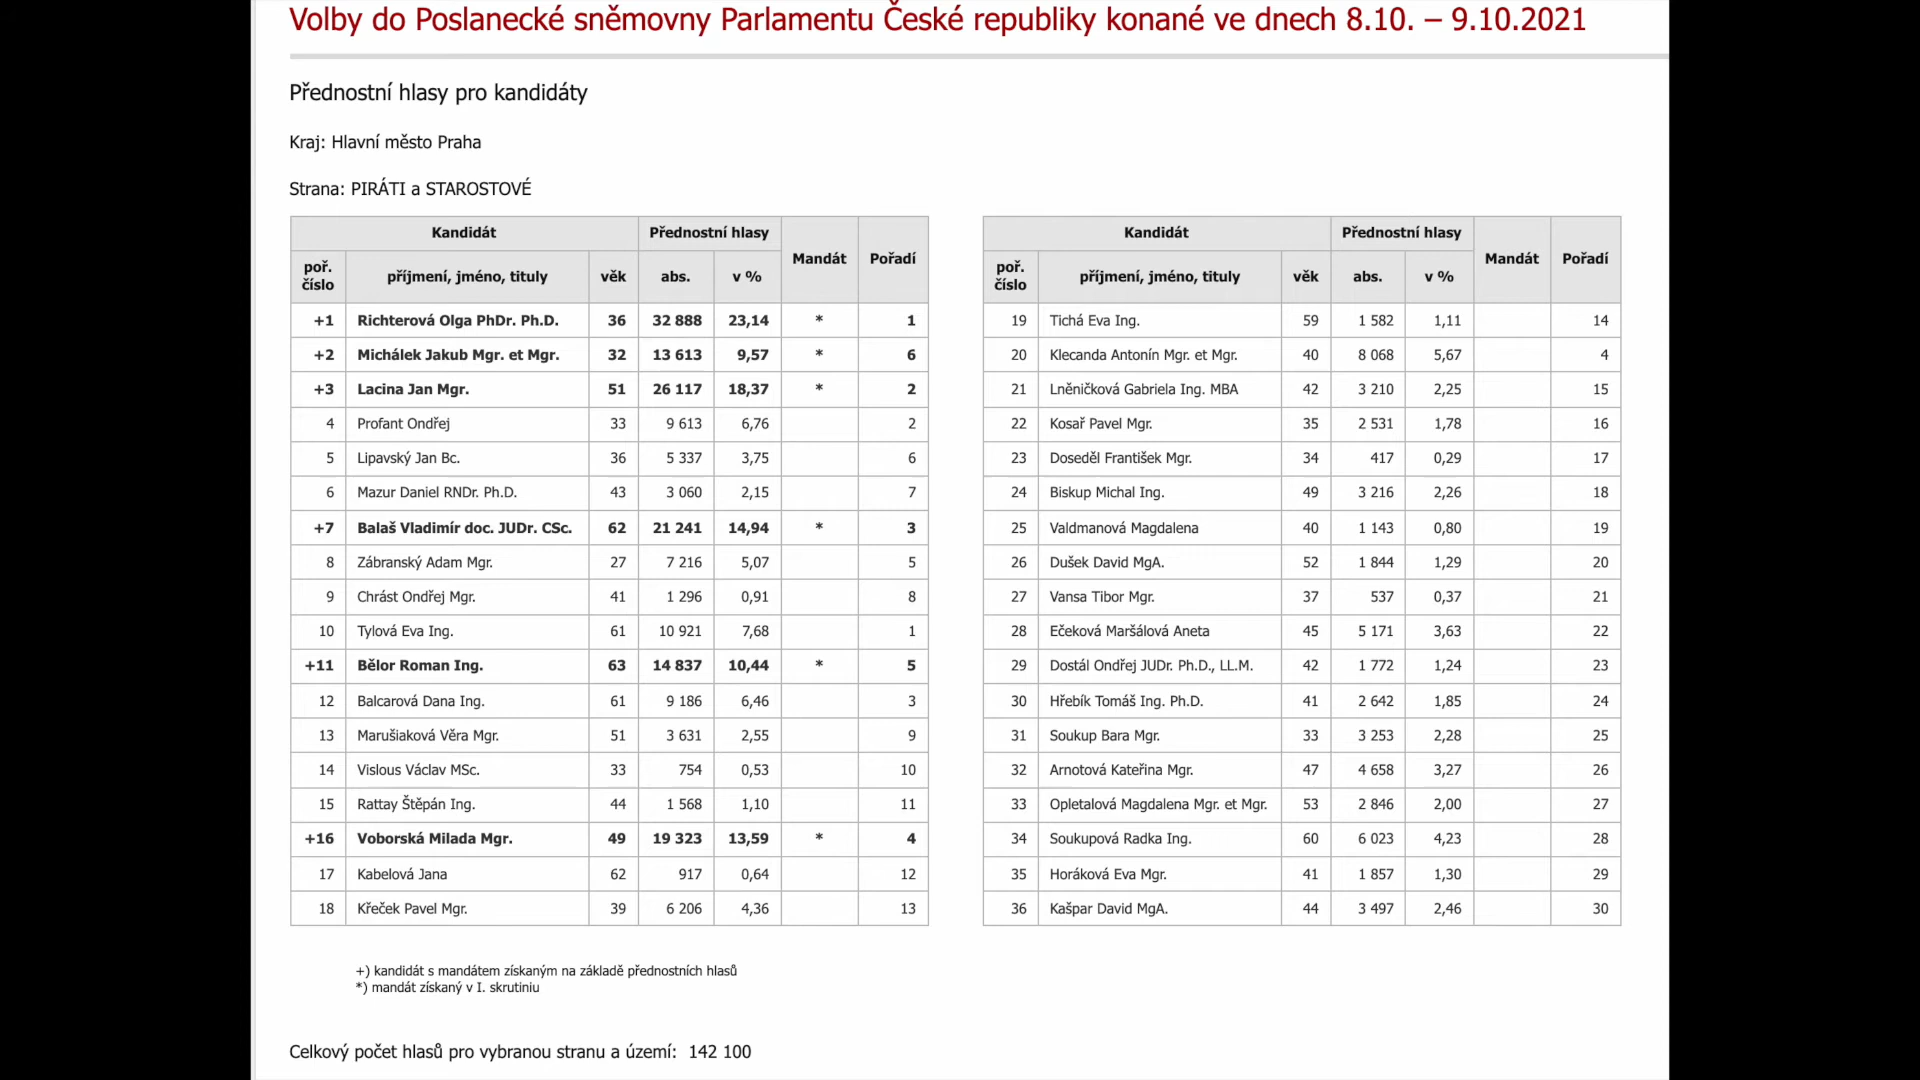 Volby do Poslanecké sněmovny Parlamentu České republiky konané ve dnech 8.10. – 9.10.2021
Přednostní hlasy pro kandidáty
Kraj: Hlavní město Praha
Strana: PIRÁTI a STAROSTOVÉ
Kandidát Přednostní hlasy Mandát Pořadí
poř. číslo příjmení, jméno, tituly věk abs. v %
+1 Richterová Olga PhDr. Ph.D. 36 32 888 23,14 * 1
+2 Michálek Jakub Mgr. et Mgr. 32 13 613 9,57 * 6
+3 Lacina Jan Mgr. 51 26 117 18,37 * 2
4 Profant Ondřej 33 9 613 6,76 2
5 Lipavský Jan Bc. 36 5 337 3,75 6
6 Mazur Daniel RNDr. Ph.D. 43 3 060 2,15 7
+7 Balaš Vladimír doc. JUDr. CSc. 62 21 241 14,94 * 3
8 Zábranský Adam Mgr. 27 7 216 5,07 5
9 Chrást Ondřej Mgr. 41 1 296 0,91 8
10 Tylová Eva Ing. 61 10 921 7,68 1
+11 Bělor Roman Ing. 63 14 837 10,44 * 5
12 Balcarová Dana Ing. 61 9 186 6,46 3
13 Marušiaková Věra Mgr. 51 3 631 2,55 9
14 Vislous Václav MSc. 33 754 0,53 10
15 Rattay Štěpán Ing. 44 1 568 1,10 11
+16 Voborská Milada Mgr. 49 19 323 13,59 * 4
17 Kabelová Jana 62 917 0,64 12
18 Křeček Pavel Mgr. 39 6 206 4,36 13
Kandidát Přednostní hlasy Mandát Pořadí
poř. číslo příjmení, jméno, tituly věk abs. v %
19 Tichá Eva Ing. 59 1 582 1,11 14
20 Klecanda Antonín Mgr. et Mgr. 40 8 068 5,67 4
21 Lněničková Gabriela Ing. MBA 42 3 210 2,25 15
22 Kosař Pavel Mgr. 35 2 531 1,78 16
23 Doseděl František Mgr. 34 417 0,29 17
24 Biskup Michal Ing. 49 3 216 2,26 18
25 Valdmanová Magdalena 40 1 143 0,80 19
26 Dušek David MgA. 52 1 844 1,29 20
27 Vansa Tibor Mgr. 37 537 0,37 21
28 Ečeková Maršálová Aneta 45 5 171 3,63 22
29 Dostál Ondřej JUDr. Ph.D., LL.M. 42 1 772 1,24 23
30 Hřebík Tomáš Ing. Ph.D. 41 2 642 1,85 24
31 Soukup Bara Mgr. 33 3 253 2,28 25
32 Arnotová Kateřina Mgr. 47 4 658 3,27 26
33 Opletalová Magdalena Mgr. et Mgr. 53 2 846 2,00 27
34 Soukupová Radka Ing. 60 6 023 4,23 28
35 Horáková Eva Mgr. 41 1 857 1,30 29
36 Kašpar David MgA. 44 3 497 2,46 30
+) kandidát s mandátem získaným na základě přednostních hlasů
*) mandát získaný v I. skrutiniu
Celkový počet hlasů pro vybranou stranu a území: 142 100